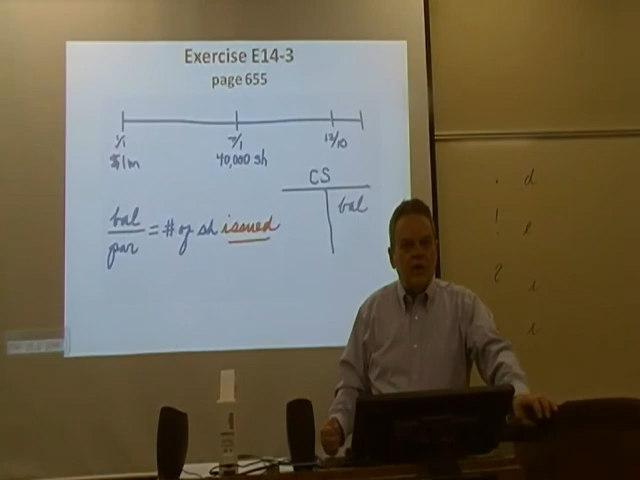 Exercise E14-3
page 655
1/1 7/1 12/10
$1m 40,000 sh
CS
bal
bal
par = # of sh issued
. d
! e
? i
i